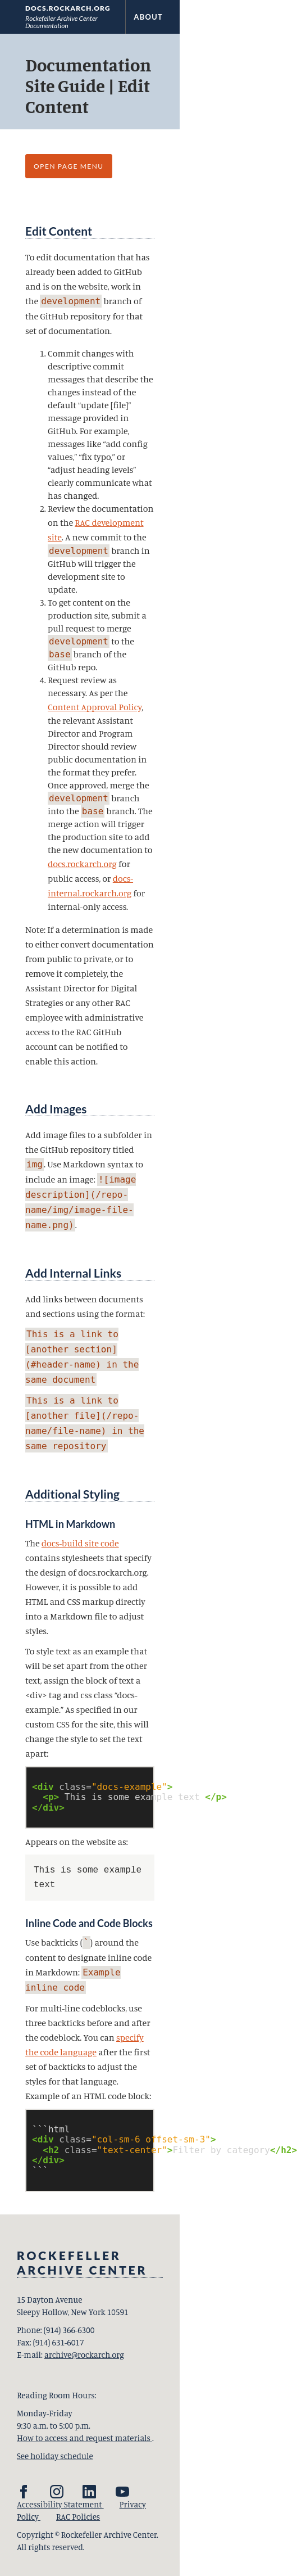 DOCS.ROCKARCH.ORG
Rockefeller Archive Center
Documentation
ABOUT
Documentation
Site Guide | Edit
Content
OPEN PAGE MENU
Edit Content
To edit documentation that has
already been added to GitHub
and is on the website, work in
the development branch of
the GitHub repository for that
set of documentation.
1. Commit changes with
descriptive commit
messages that describe the
changes instead of the
default “update [file]”
message provided in
GitHub. For example,
messages like “add config
values,” “fix typo,” or
“adjust heading levels”
clearly communicate what
has changed.
2. Review the documentation
on the RAC development
site. A new commit to the
development branch in
GitHub will trigger the
development site to
update.
3. To get content on the
production site, submit a
pull request to merge
development to the
base branch of the
GitHub repo.
4. Request review as
necessary. As per the
Content Approval Policy,
the relevant Assistant
Director and Program
Director should review
public documentation in
the format they prefer.
Once approved, merge the
development branch
into the base branch. The
merge action will trigger
the production site to add
the new documentation to
docs.rockarch.org for
public access, or docs-
internal.rockarch.org for
internal-only access.
Note: If a determination is made
to either convert documentation
from public to private, or to
remove it completely, the
Assistant Director for Digital
Strategies or any other RAC
employee with administrative
access to the RAC GitHub
account can be notified to
enable this action.
Add Images
Add image files to a subfolder in
the GitHub repository titled
img. Use Markdown syntax to
include an image: ![image
description](/repo-
name/img/image-file-
name.png).
Add Internal Links
Add links between documents
and sections using the format:
This is a link to
[another section]
(#header-name) in the
same document
This is a link to
[another file](/repo-
name/file-name) in the
same repository
Additional Styling
HTML in Markdown
The docs-build site code
contains stylesheets that specify
the design of docs.rockarch.org.
However, it is possible to add
HTML and CSS markup directly
into a Markdown file to adjust
styles.
To style text as an example that
will be set apart from the other
text, assign the block of text a
<div> tag and css class “docs-
example.” As specified in our
custom CSS for the site, this will
change the style to set the text
apart:
<div class="docs-example">
<p> This is some example text </p>
</div>
Appears on the website as:
This is some example
text
Inline Code and Code Blocks
Use backticks (`) around the
content to designate inline code
in Markdown: Example
inline code
For multi-line codeblocks, use
three backticks before and after
the codeblock. You can specify
the code language after the first
set of backticks to adjust the
styles for that language.
Example of an HTML code block:
```html
<div class="col-sm-6 offset-sm-3">
<h2 class="text-center">Filter by category</h2>
</div>
```
ROCKEFELLER
ARCHIVE CENTER
15 Dayton Avenue
Sleepy Hollow, New York 10591
Phone: (914) 366-6300
Fax: (914) 631-6017
E-mail: archive@rockarch.org
Reading Room Hours:
Monday-Friday
9:30 a.m. to 5:00 p.m.
How to access and request materials .
See holiday schedule
Accessibility Statement Privacy
Policy RAC Policies
Copyright © Rockefeller Archive Center.
All rights reserved.